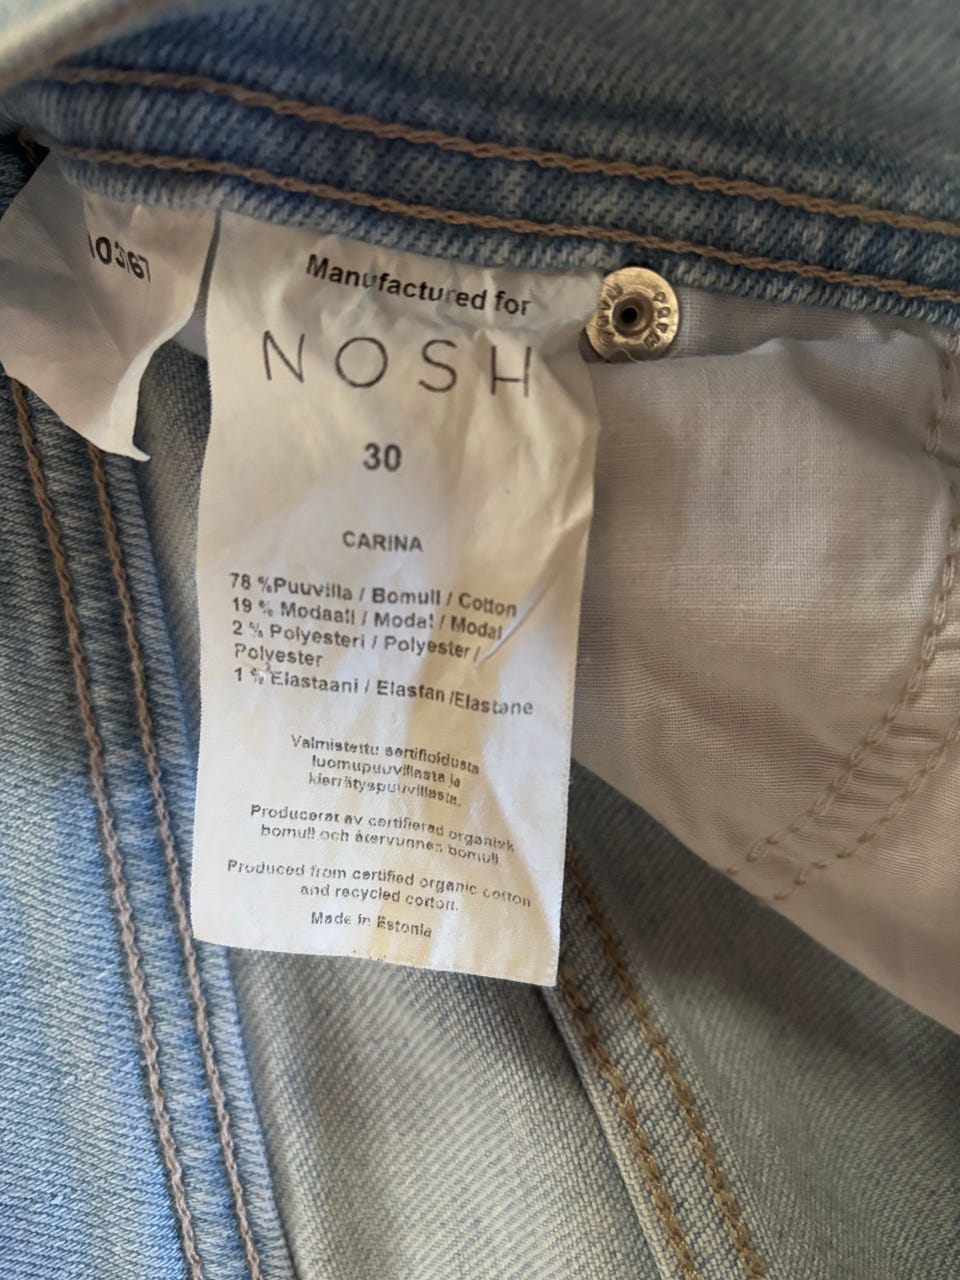 Manufactured for
NOSH
30
CARINA
78 %Puuvilla / Bomull / Cotton
19 % Modaali / Modal / Modal
2 % Polyesteri / Polyester /
Polyester
1 % Elastaani / Elastan /Elastane
Valmistettu sertifioidusta
luomupuuvillasta ja
kierrätyspuuvillasta.
Producerat av certifierad organisk
bomull och återvunnen bomull.
Produced from certified organic cotton
and recycled cotton.
Made in Estonia